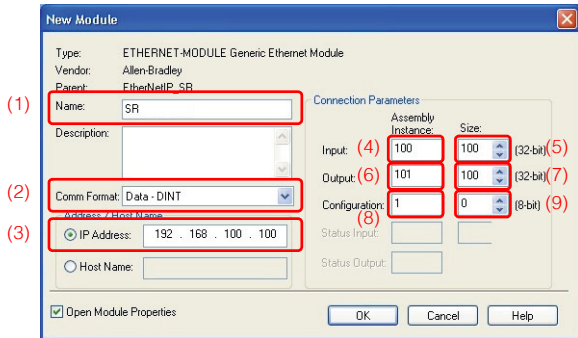 New Module
Type: ETHERNET-MODULE Generic Ethernet Module
Vendor: Allen-Bradley
Parent: EtherNetIP_SR
(1) Name: SR
Description:
(2) Comm Format: Data - DINT
Address / Host Name
(3) IP Address: 192 . 168 . 100 . 100
Host Name:
Connection Parameters
Assembly Instance: Size:
Input: (4) 100 100 (32-bit) (5)
Output: (6) 101 100 (32-bit) (7)
Configuration: (8) 1 0 (8-bit) (9)
Status Input:
Status Output:
Open Module Properties OK Cancel Help